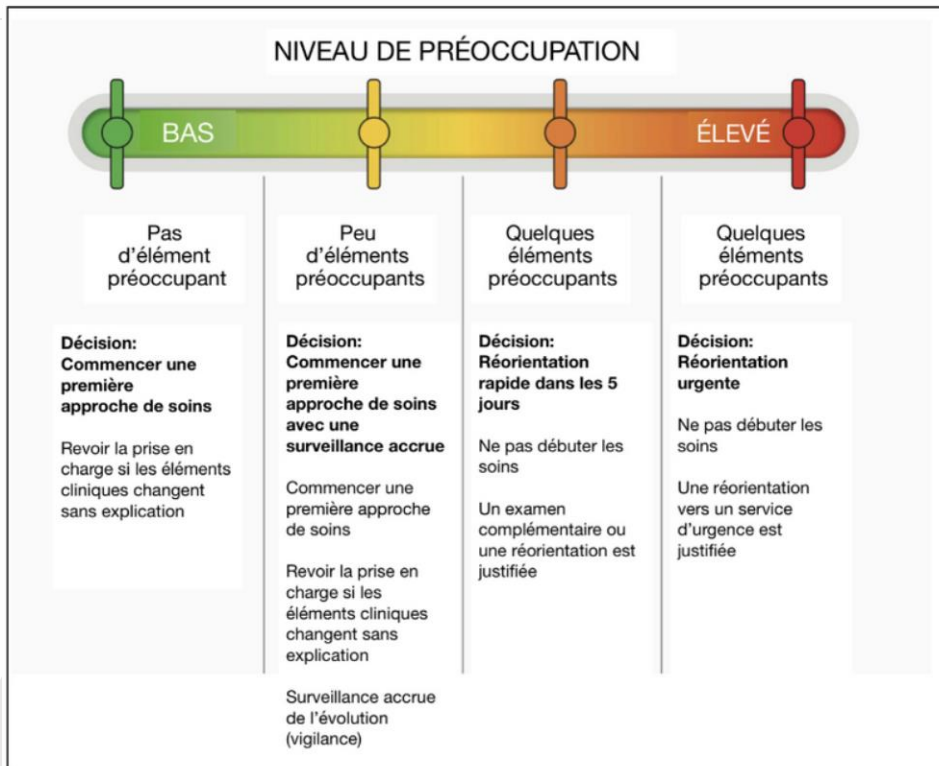 NIVEAU DE PRÉOCCUPATION
BAS
ÉLEVÉ
Pas
d'élément
préoccupant
Décision:
Commencer une
première
approche de soins
Revoir la prise en
charge si les éléments
cliniques changent
sans explication
Peu
d'éléments
préoccupants
Décision:
Commencer une
première
approche de soins
avec une
surveillance accrue
Commencer une
première approche de
soins
Revoir la prise en
charge si les
éléments cliniques
changent sans
explication
Surveillance accrue
de l'évolution
(vigilance)
Quelques
éléments
préoccupants
Décision:
Réorientation
rapide dans les 5
jours
Ne pas débuter les
soins
Un examen
complémentaire ou
une réorientation est
justifiée
Quelques
éléments
préoccupants
Décision:
Réorientation
urgente
Ne pas débuter les
soins
Une réorientation
vers un service
d'urgence est
justifiée